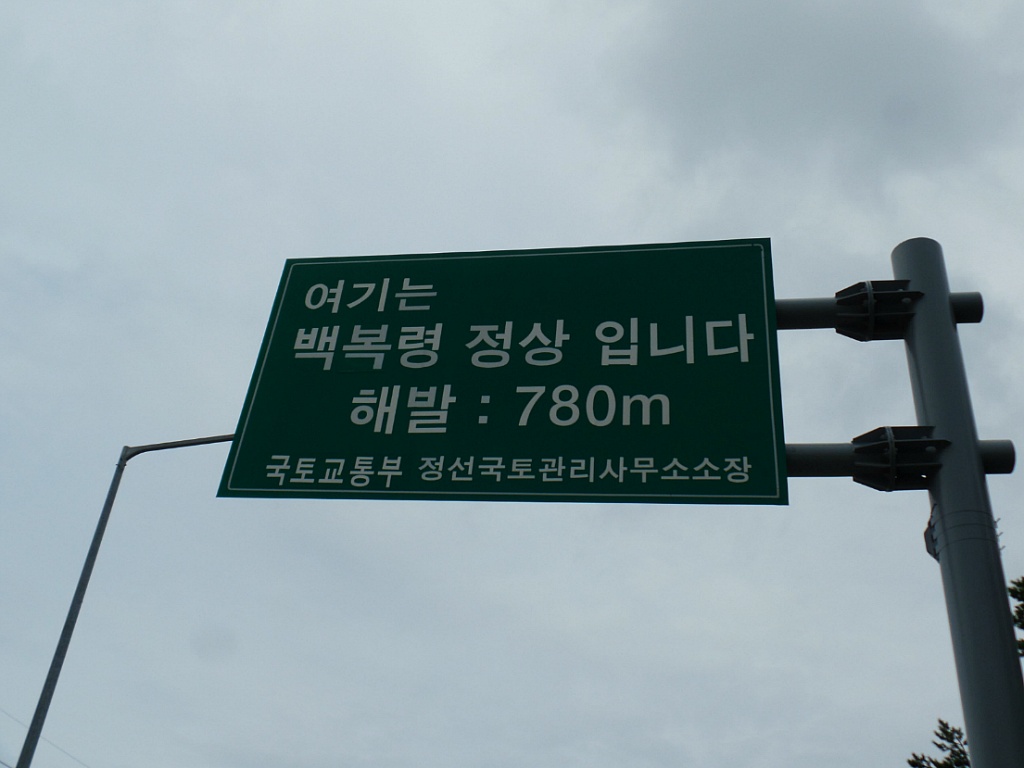 여기는
백복령 정상 입니다
해발 : 780m
국토교통부 정선국토관리사무소소장